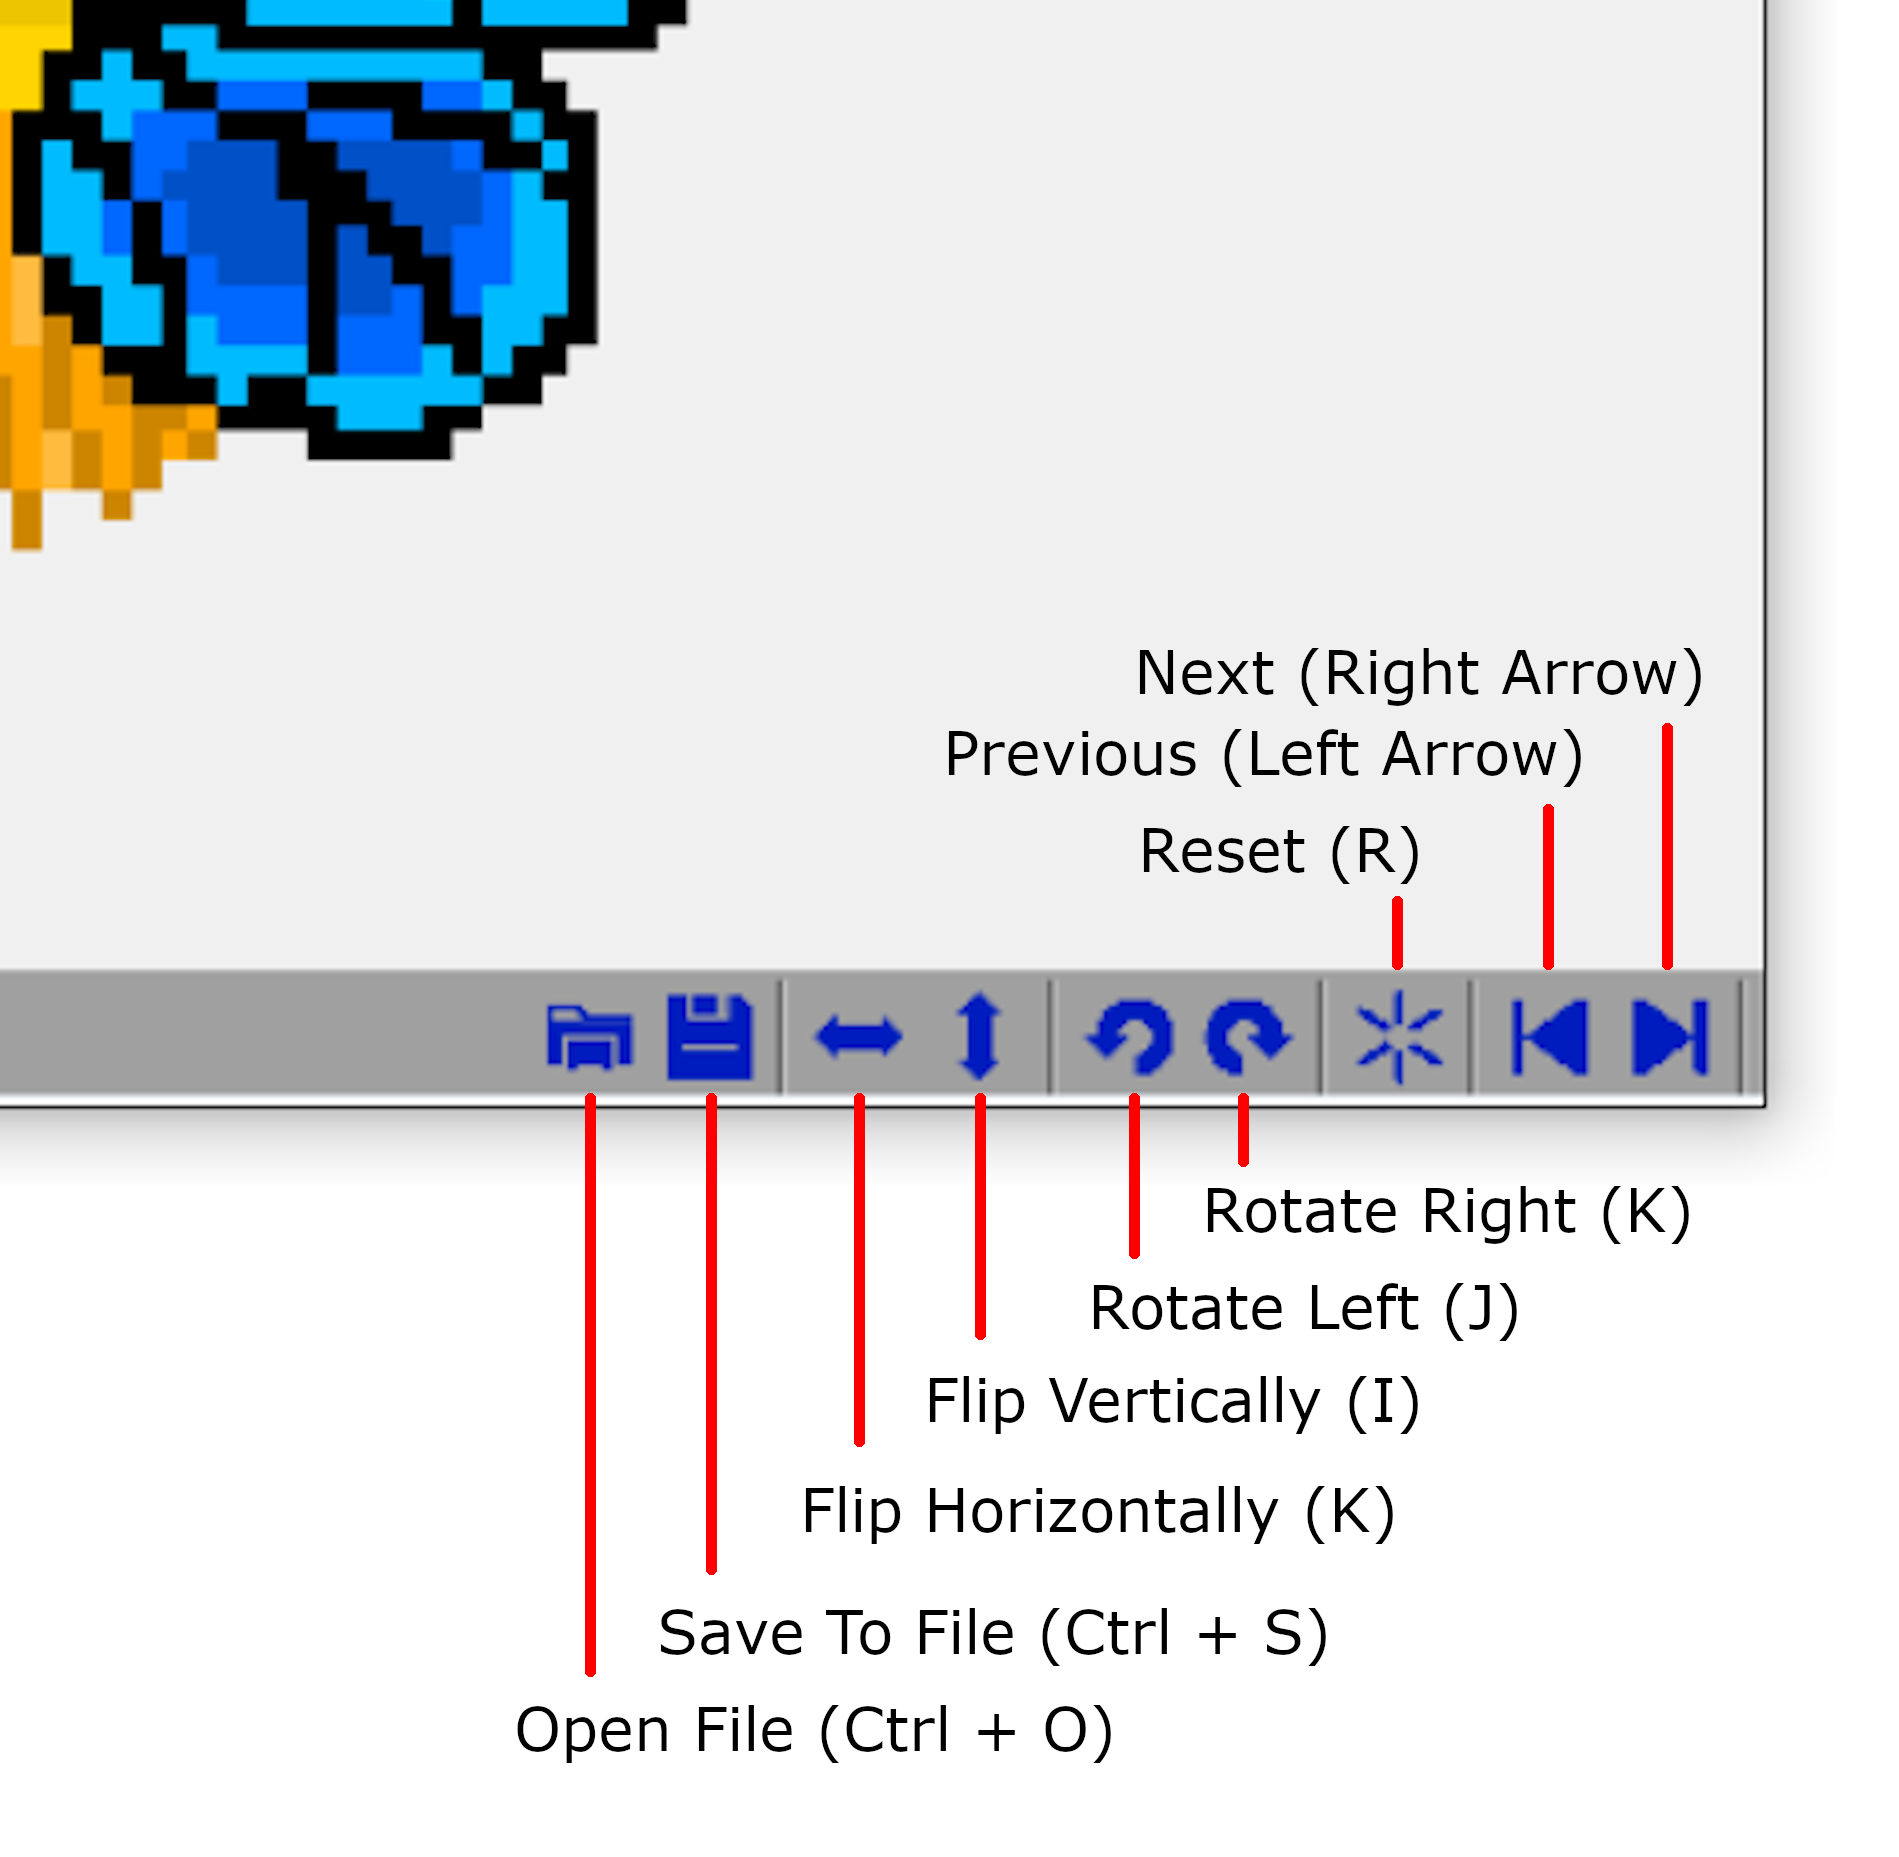 Next (Right Arrow)
Previous (Left Arrow)
Reset (R)
Rotate Right (K)
Rotate Left (J)
Flip Vertically (I)
Flip Horizontally (K)
Save To File (Ctrl + S)
Open File (Ctrl + O)